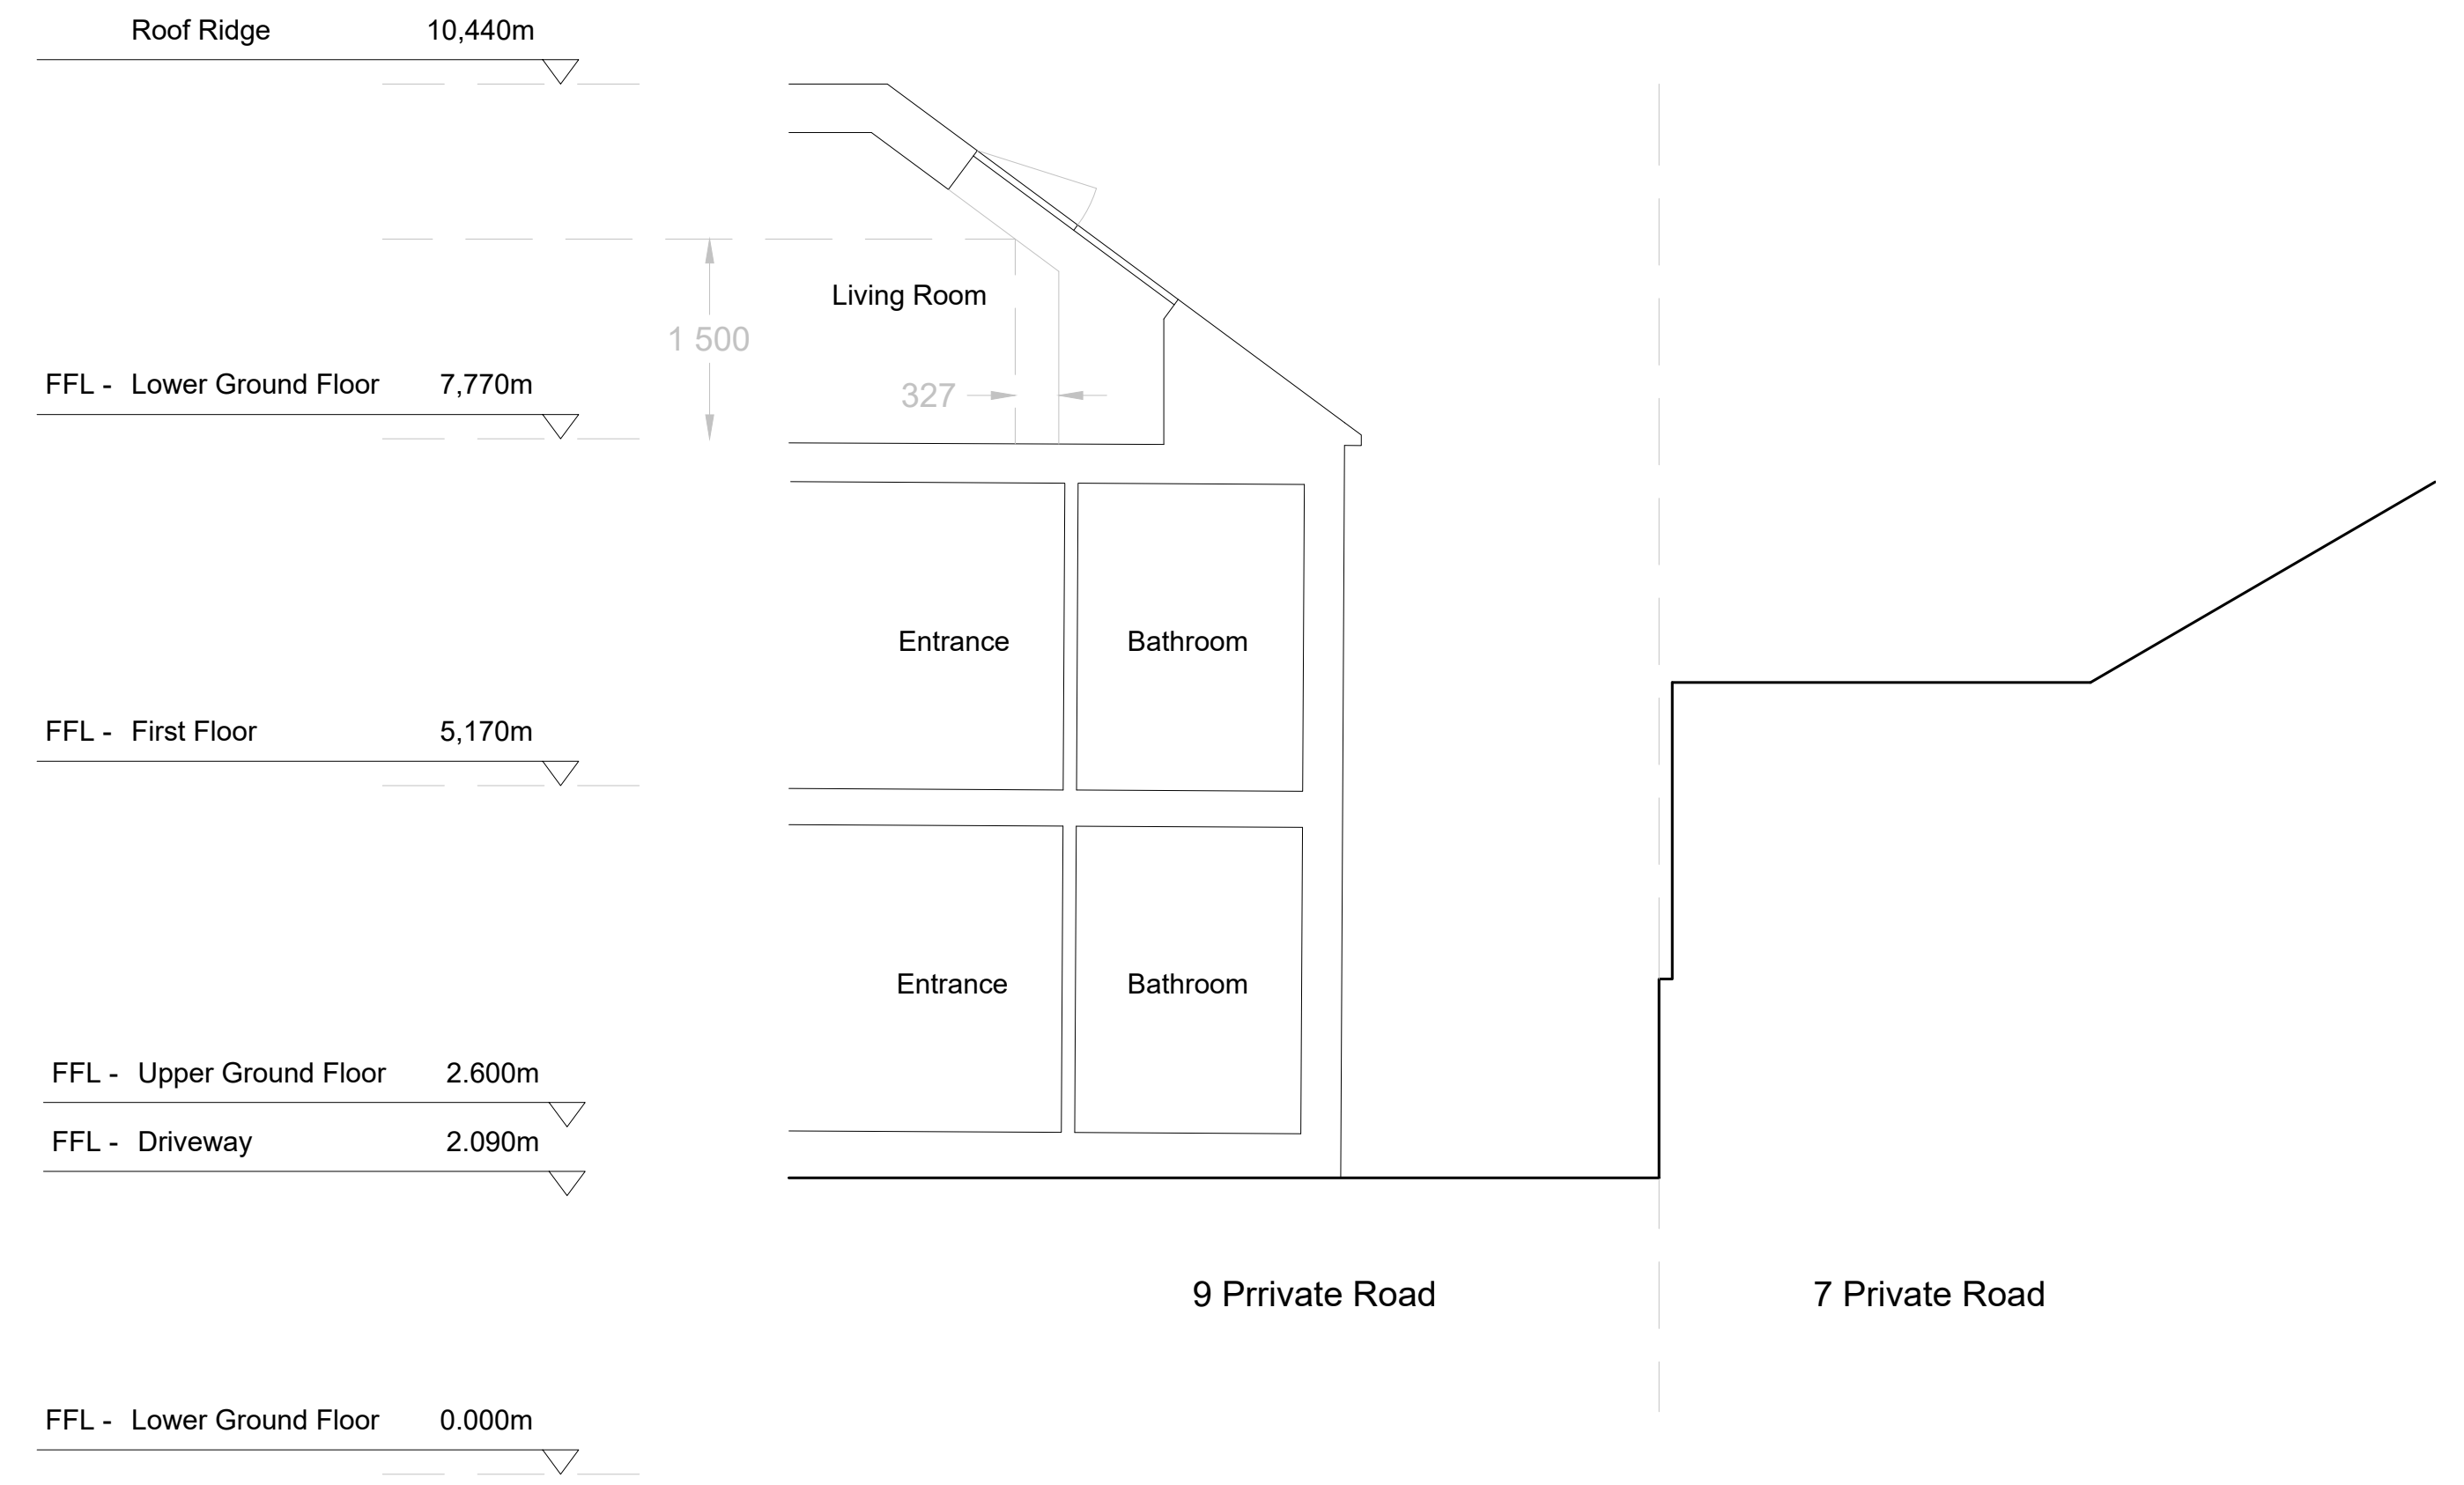 Roof Ridge 10,440m
Living Room
1 500
FFL - Lower Ground Floor 7,770m
327
Entrance
Bathroom
FFL - First Floor 5,170m
Entrance
Bathroom
FFL - Upper Ground Floor 2.600m
FFL - Driveway 2.090m
9 Prrivate Road
7 Private Road
FFL - Lower Ground Floor 0.000m